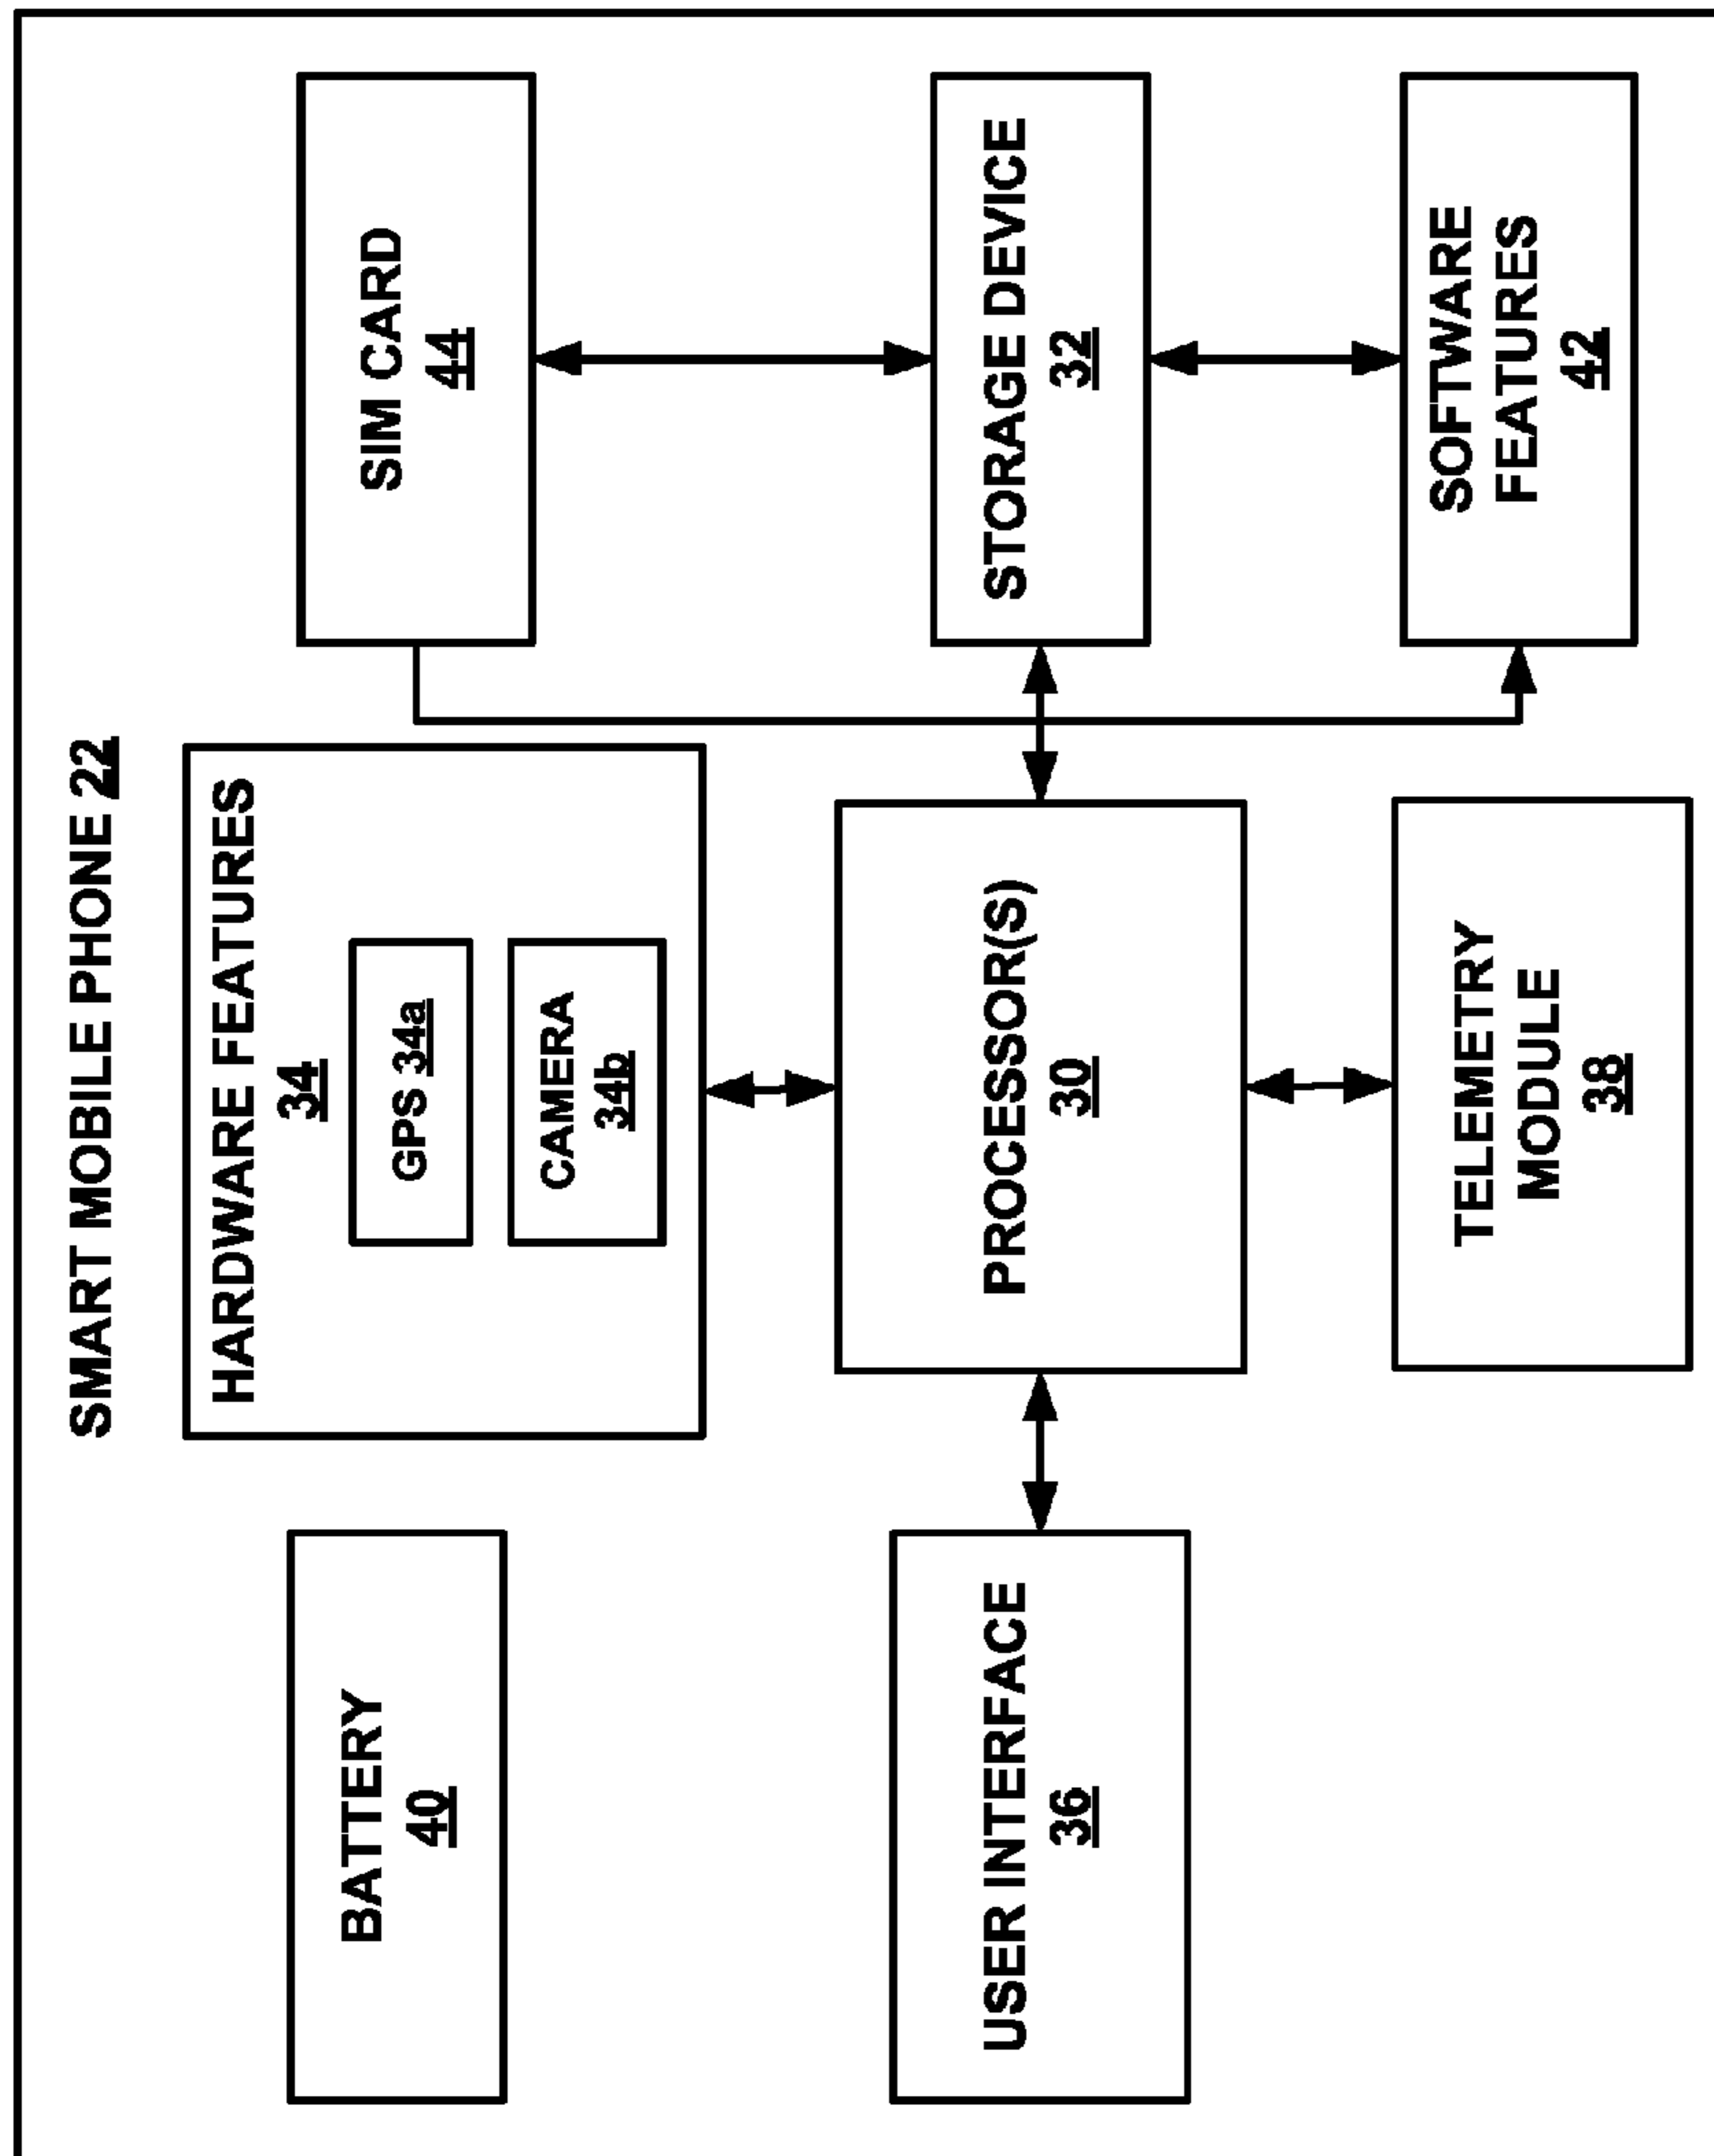 SMART MOBILE PHONE 22
BATTERY
40
HARDWARE FEATURES
34
GPS 34a
CAMERA
34b
SIM CARD
44
USER INTERFACE
36
PROCESSOR(S)
30
STORAGE DEVICE
32
TELEMETRY
MODULE
38
SOFTWARE
FEATURES
42